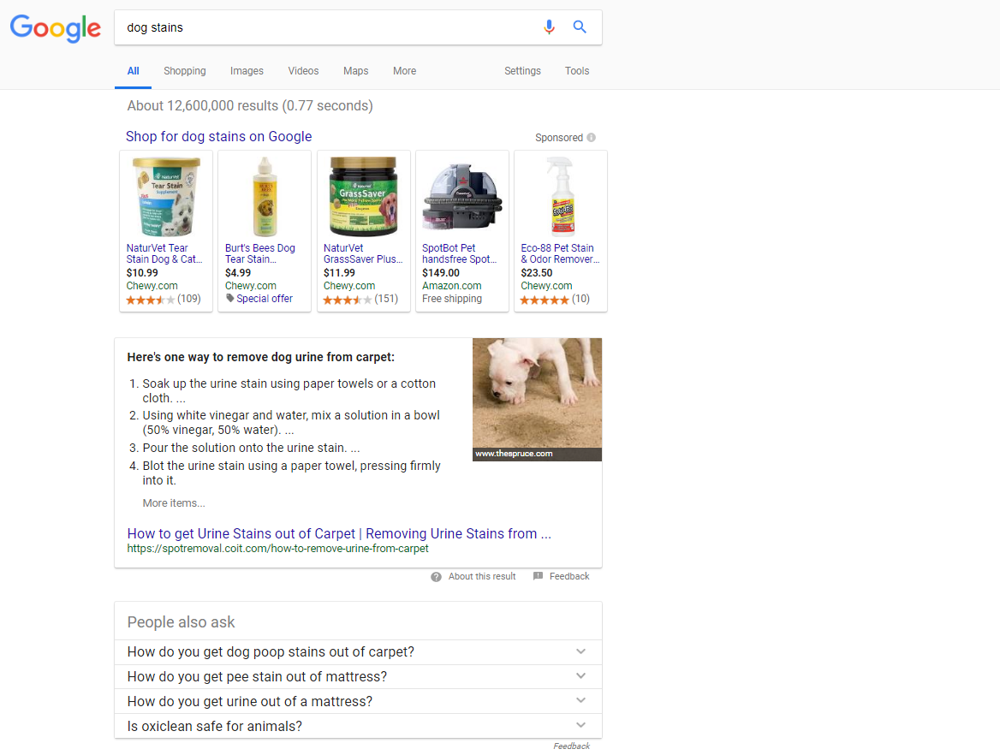 Google
dog stains
All Shopping Images Videos Maps More Settings Tools
About 12,600,000 results (0.77 seconds)
Shop for dog stains on Google
Sponsored
NaturVet
Tear Stain
Supplement
GrassSaver
NaturVet Tear
Stain Dog & Cat...
$10.99
Chewy.com
(109)
Burt's Bees Dog
Tear Stain...
$4.99
Chewy.com
Special offer
NaturVet
GrassSaver Plus...
$11.99
Chewy.com
(151)
SpotBot Pet
handsfree Spot...
$149.00
Amazon.com
Free shipping
Eco-88 Pet Stain
& Odor Remover...
$23.50
Chewy.com
(10)
Here's one way to remove dog urine from carpet:
1. Soak up the urine stain using paper towels or a cotton
cloth. ...
2. Using white vinegar and water, mix a solution in a bowl
(50% vinegar, 50% water). ...
3. Pour the solution onto the urine stain. ...
4. Blot the urine stain using a paper towel, pressing firmly
into it.
More items...
www.thespruce.com
How to get Urine Stains out of Carpet | Removing Urine Stains from ...
https://spotremoval.coit.com/how-to-remove-urine-from-carpet
About this result Feedback
People also ask
How do you get dog poop stains out of carpet?
How do you get pee stain out of mattress?
How do you get urine out of a mattress?
Is oxiclean safe for animals?
Feedback